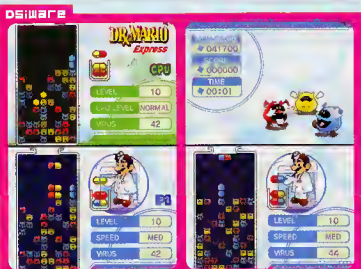 DSiWARE
DR.MARIO
Express
CPU
LEVEL 10
LEVEL NORMAL
VIRUS 42
041700
SCORE
000000
TIME
00:01
P1
LEVEL 10
SPEED MED
VIRUS 42
LEVEL 10
SPEED MED
VIRUS 44